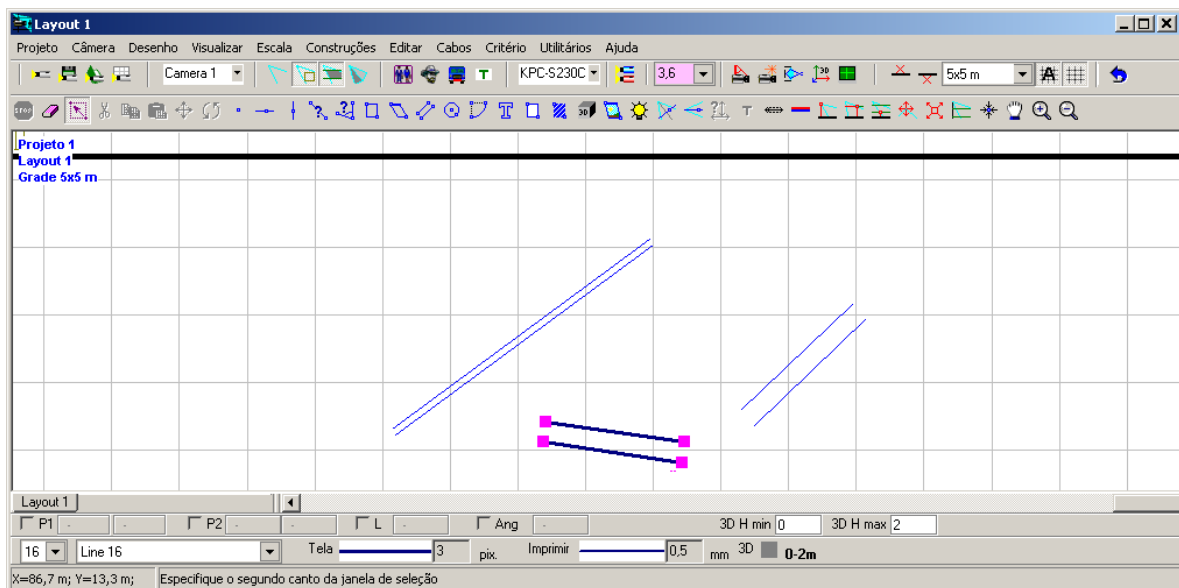 Layout 1
Projeto Câmera Desenho Visualizar Escala Construções Editar Cabos Critério Utilitários Ajuda
Camera 1 T KPC-S230C 3,6 3D 5x5 m
STOP T 3D T
Projeto 1
Layout 1
Grade 5x5 m
Layout 1
P1 - - P2 - - L - Ang - 3D H min 0 3D H max 2
16 Line 16 Tela 3 pix. Imprimir 0,5 mm 3D 0-2m
X=86,7 m; Y=13,3 m; Especifique o segundo canto da janela de seleção